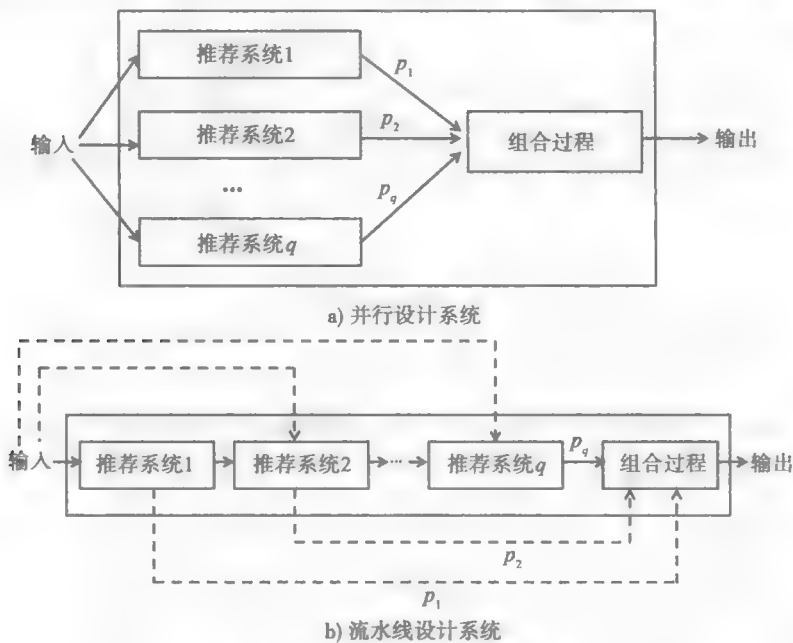 推荐系统1
p₁
推荐系统2
p₂
输入
组合过程
输出
...
p_q
推荐系统q
a) 并行设计系统
输入
推荐系统1
推荐系统2
...
推荐系统q
p_q
组合过程
输出
p₂
p₁
b) 流水线设计系统